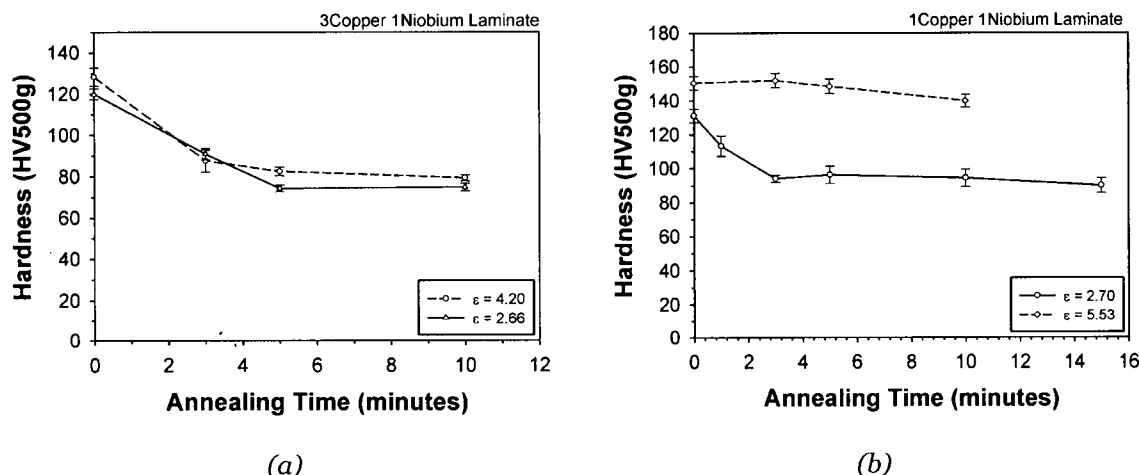 3Copper 1Niobium Laminate
Hardness (HV500g)
140
120
100
80
60
40
20
0
ε = 4.20
ε = 2.66
0 2 4 6 8 10 12
Annealing Time (minutes)
(a)
1Copper 1Niobium Laminate
Hardness (HV500g)
180
160
140
120
100
80
60
40
20
0
ε = 2.70
ε = 5.53
0 2 4 6 8 10 12 14 16
Annealing Time (minutes)
(b)